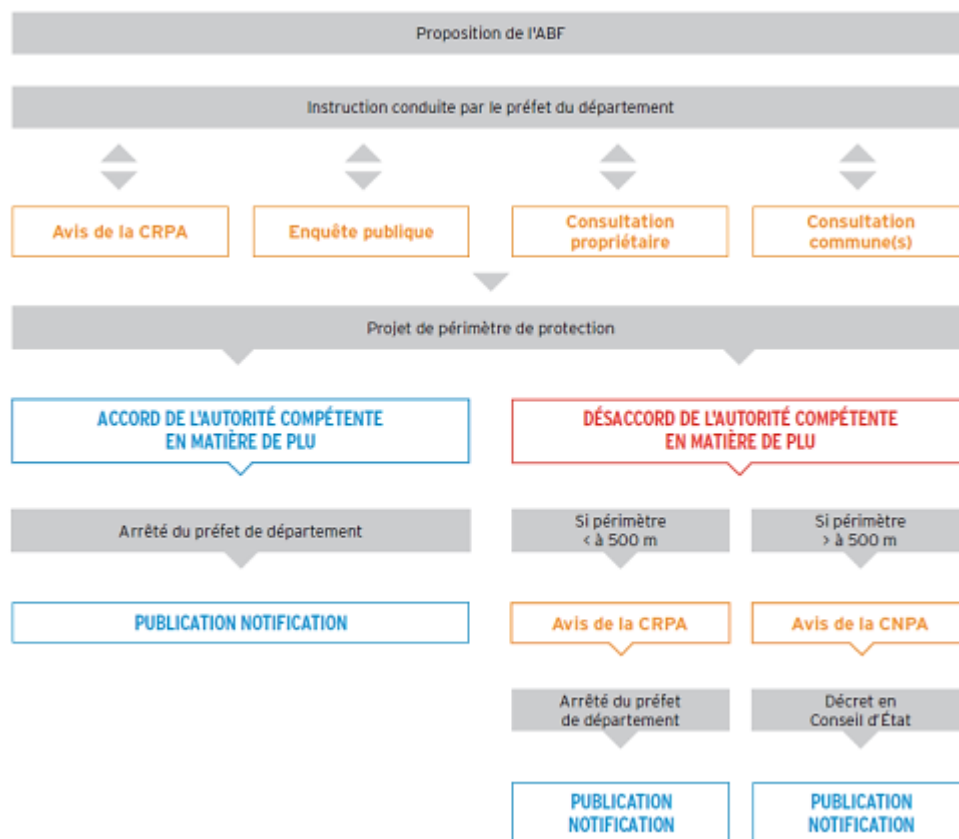 Proposition de l'ABF
Instruction conduite par le préfet du département
Avis de la CRPA
Enquête publique
Consultation
propriétaire
Consultation
commune(s)
Projet de périmètre de protection
ACCORD DE L'AUTORITÉ COMPÉTENTE
EN MATIÈRE DE PLU
DÉSACCORD DE L'AUTORITÉ COMPÉTENTE
EN MATIÈRE DE PLU
Arrêté du préfet de département
Si périmètre
< à 500 m
Si périmètre
> à 500 m
PUBLICATION NOTIFICATION
Avis de la CRPA
Avis de la CNPA
Arrêté du préfet
de département
Décret en
Conseil d'État
PUBLICATION
NOTIFICATION
PUBLICATION
NOTIFICATION